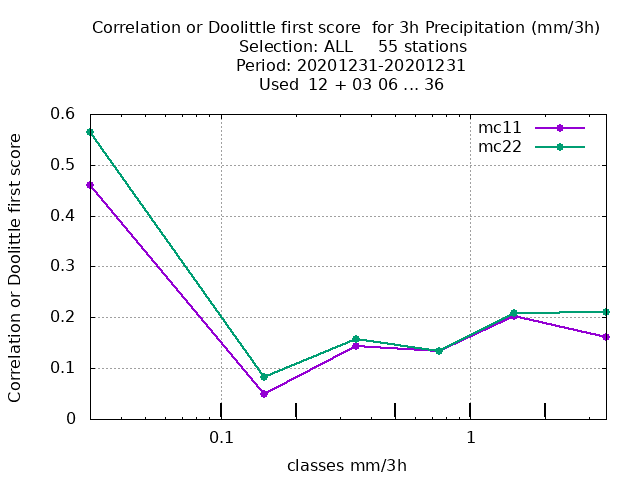 Correlation or Doolittle first score  for 3h Precipitation (mm/3h)
Selection: ALL     55 stations
Period: 20201231-20201231
Used  12 + 03 06 ... 36
mc11
mc22
Correlation or Doolittle first score
0.6
0.5
0.4
0.3
0.2
0.1
0
0.1
1
classes mm/3h